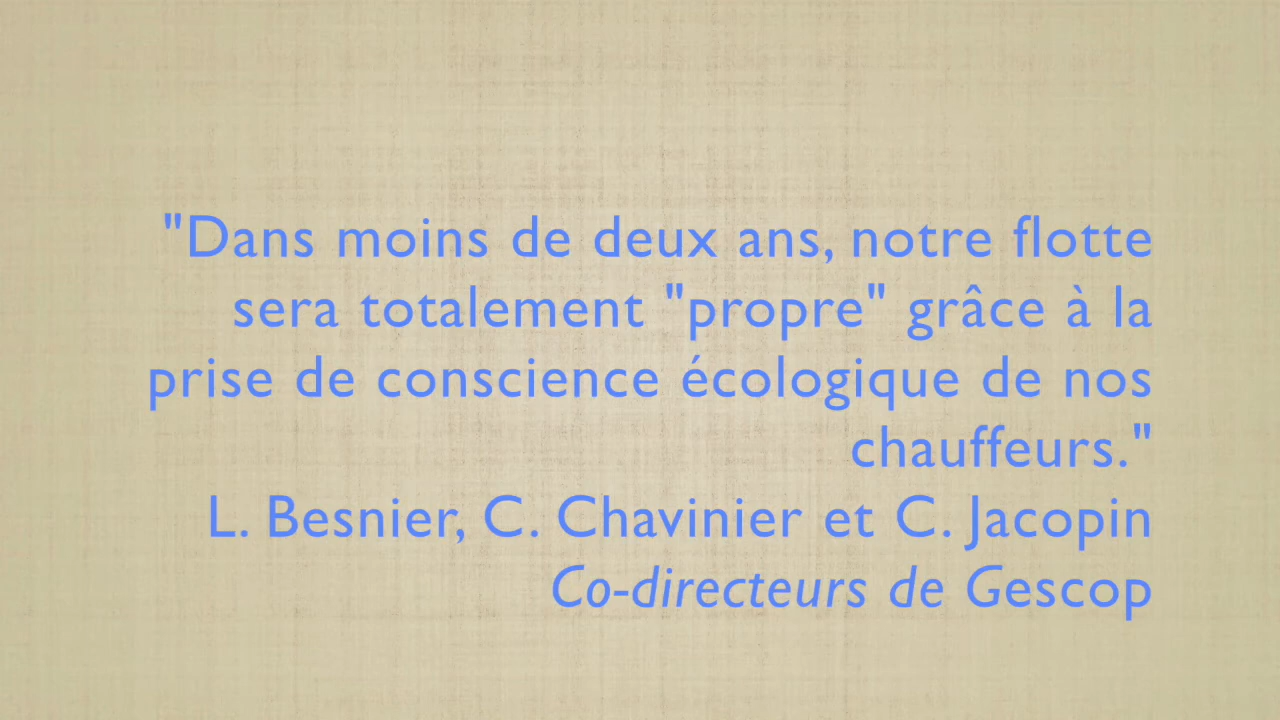 "Dans moins de deux ans, notre flotte
sera totalement "propre" grâce à la
prise de conscience écologique de nos
chauffeurs."
L. Besnier, C. Chavinier et C. Jacopin
Co-directeurs de Gescop